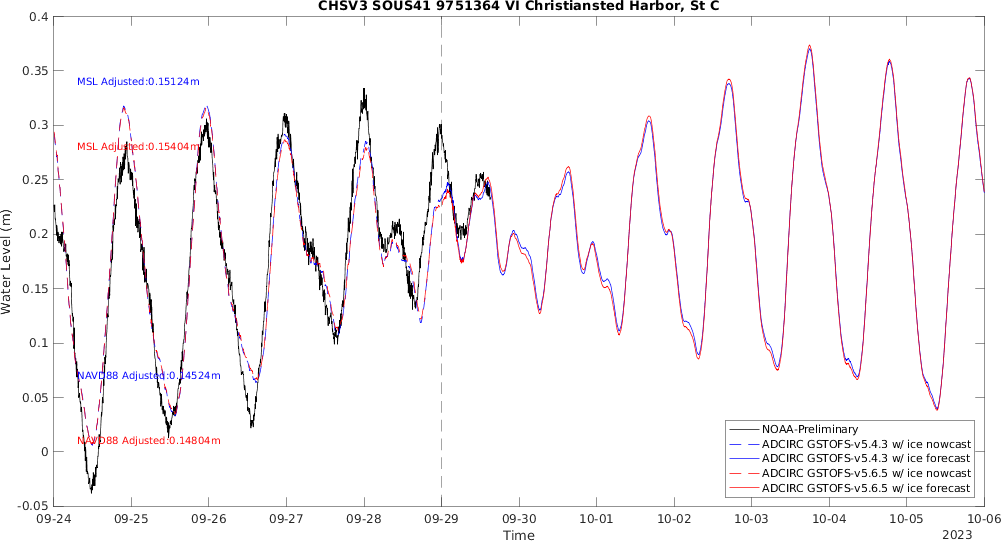 CHSV3 SOUS41 9751364 VI Christiansted Harbor, St C
0.4
0.35
0.3
0.25
0.2
0.15
0.1
0.05
0
-0.05
Water Level (m)
MSL Adjusted:0.15124m
MSL Adjusted:0.15404m
NAVD88 Adjusted:0.14524m
NAVD88 Adjusted:0.14804m
NOAA-Preliminary
ADCIRC GSTOFS-v5.4.3 w/ ice nowcast
ADCIRC GSTOFS-v5.4.3 w/ ice forecast
ADCIRC GSTOFS-v5.6.5 w/ ice nowcast
ADCIRC GSTOFS-v5.6.5 w/ ice forecast
09-24 09-25 09-26 09-27 09-28 09-29 09-30 10-01 10-02 10-03 10-04 10-05 10-06
Time
2023